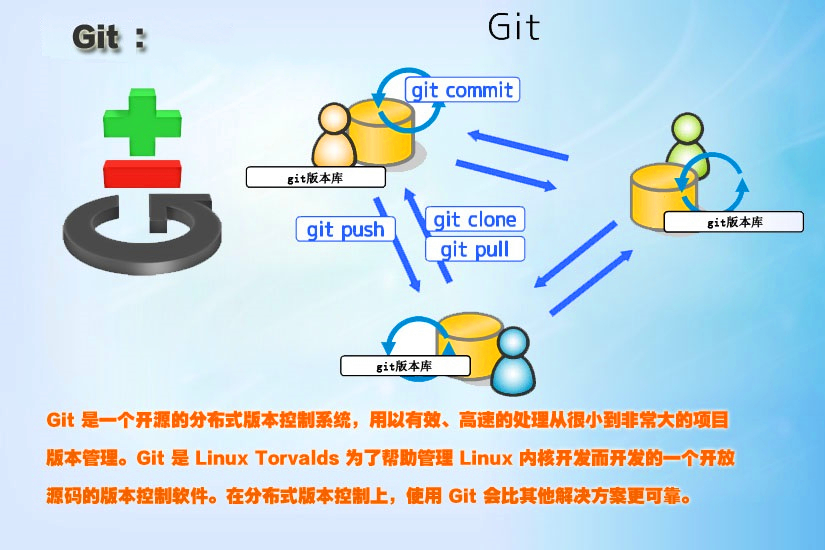 Git :
Git
git commit
git版本库
git版本库
git push
git clone
git pull
git版本库
Git 是一个开源的分布式版本控制系统，用以有效、高速的处理从很小到非常大的项目
版本管理。Git 是 Linux Torvalds 为了帮助管理 Linux 内核开发而开发的一个开放
源码的版本控制软件。在分布式版本控制上，使用 Git 会比其他解决方案更可靠。